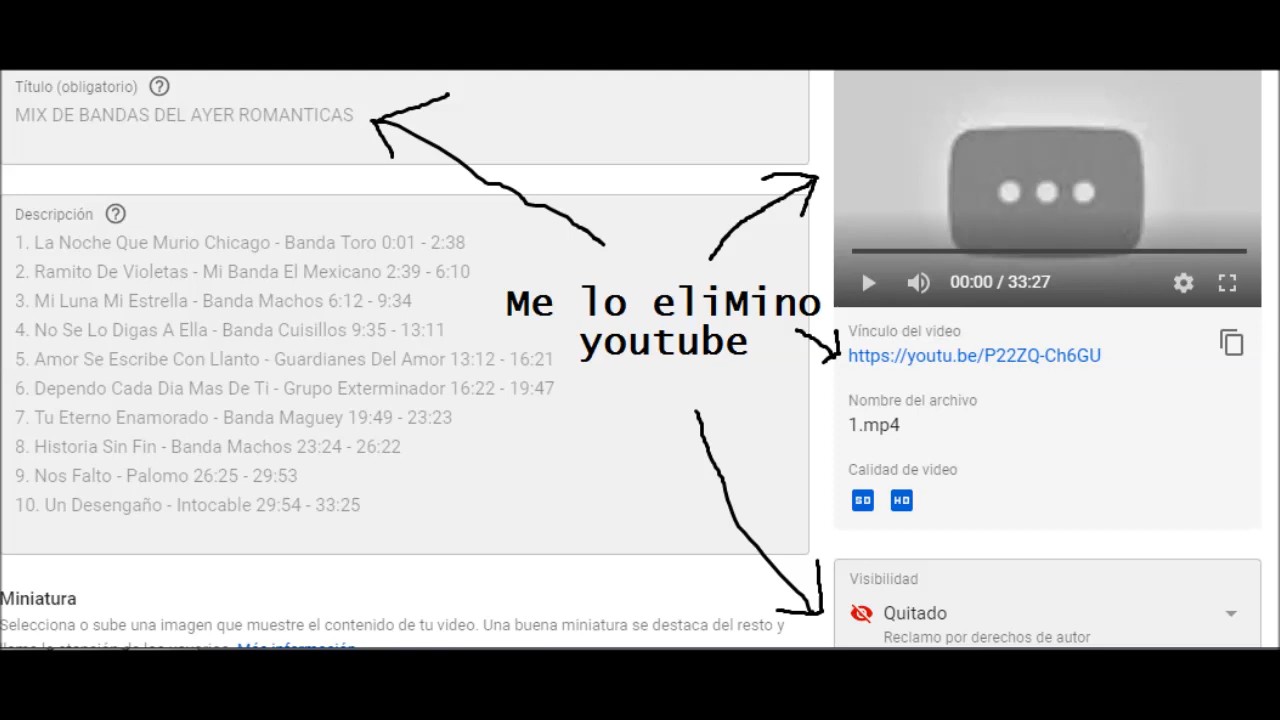 Título (obligatorio) ?
MIX DE BANDAS DEL AYER ROMANTICAS
Descripción ?
1. La Noche Que Murio Chicago - Banda Toro 0:01 - 2:38
2. Ramito De Violetas - Mi Banda El Mexicano 2:39 - 6:10
3. Mi Luna Mi Estrella - Banda Machos 6:12 - 9:34
4. No Se Lo Digas A Ella - Banda Cuisillos 9:35 - 13:11
5. Amor Se Escribe Con Llanto - Guardianes Del Amor 13:12 - 16:21
6. Dependo Cada Dia Mas De Ti - Grupo Exterminador 16:22 - 19:47
7. Tu Eterno Enamorado - Banda Maguey 19:49 - 23:23
8. Historia Sin Fin - Banda Machos 23:24 - 26:22
9. Nos Falto - Palomo 26:25 - 29:53
10. Un Desengaño - Intocable 29:54 - 33:25
Miniatura
Selecciona o sube una imagen que muestre el contenido de tu video. Una buena miniatura se destaca del resto y
llama la atención de los usuarios. Más información
Me lo eliMino
youtube
00:00 / 33:27
Vínculo del video
https://youtu.be/P22ZQ-Ch6GU
Nombre del archivo
1.mp4
Calidad de video
SD HD
Visibilidad
Quitado
Reclamo por derechos de autor